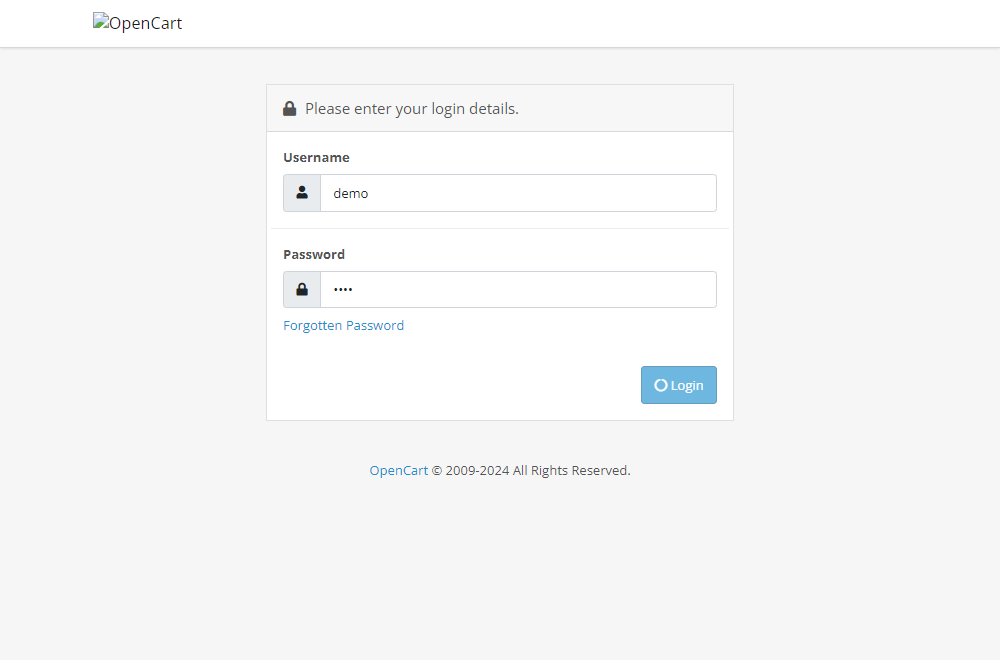 OpenCart
Please enter your login details.
Username
demo
Password
••••
Forgotten Password
Login
OpenCart © 2009-2024 All Rights Reserved.